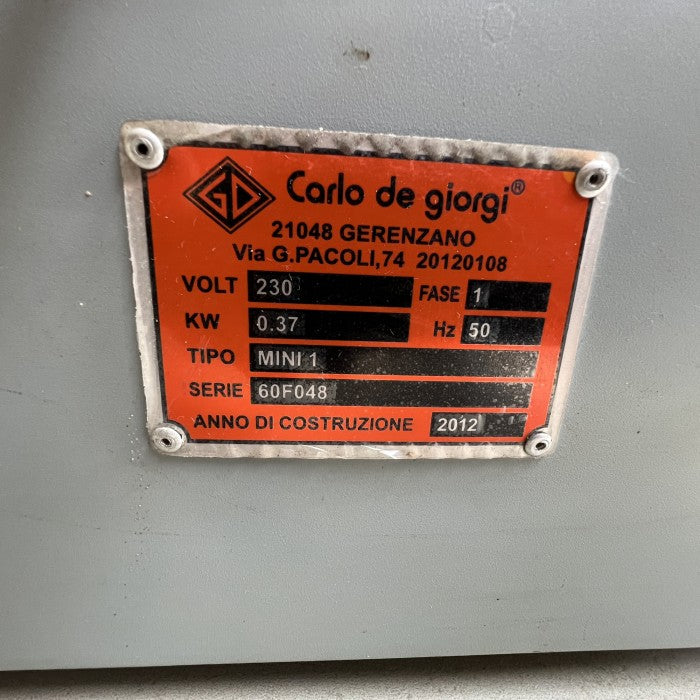 GD Carlo de giorgi®
21048 GERENZANO
Via G.PACOLI,74 20120108
VOLT 230 FASE 1
KW 0.37 Hz 50
TIPO MINI 1
SERIE 60F048
ANNO DI COSTRUZIONE 2012